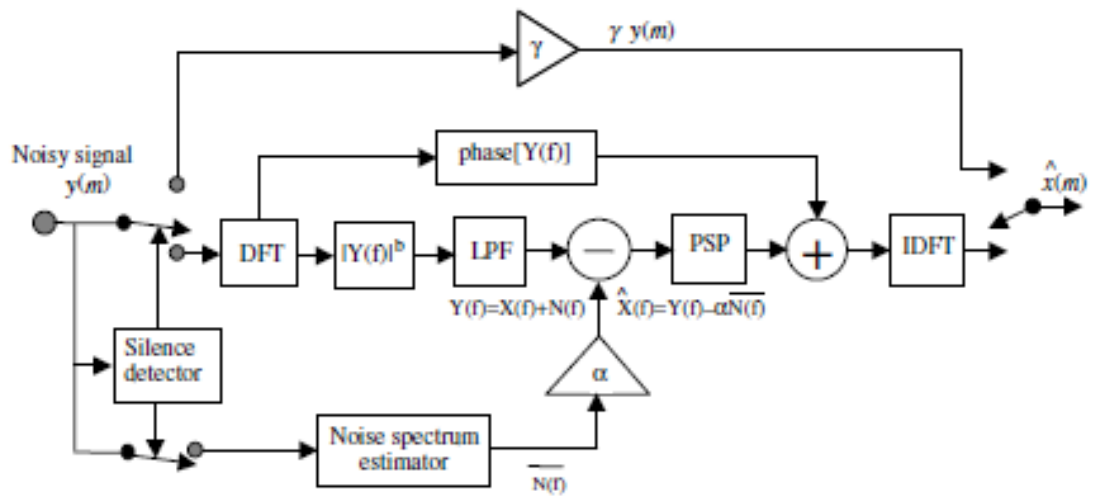 γ
γ y(m)
Noisy signal
y(m)
phase[Y(f)]
x̂(m)
DFT
|Y(f)|ᵇ
LPF
−
PSP
+
IDFT
Y(f)=X(f)+N(f)
X̂(f)=Y(f)−αN̅(̅f̅)̅
Silence
detector
α
Noise spectrum
estimator
N̅(̅f̅)̅